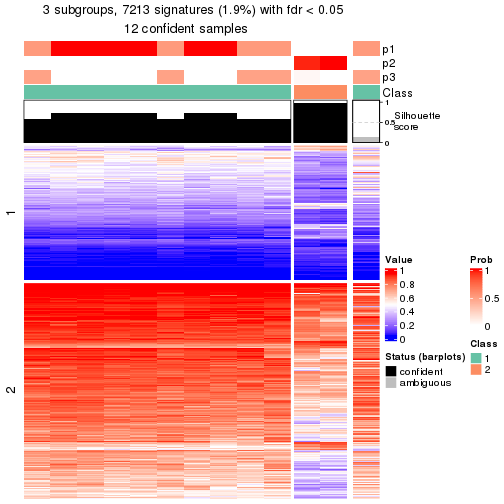 3 subgroups, 7213 signatures (1.9%) with fdr < 0.05
12 confident samples
p1
p2
p3
Class
1
0.5
0
Silhouette
score
1
2
Value
1
0.8
0.6
0.4
0.2
0
Status (barplots)
confident
ambiguous
Prob
1
0.5
0
Class
1
2